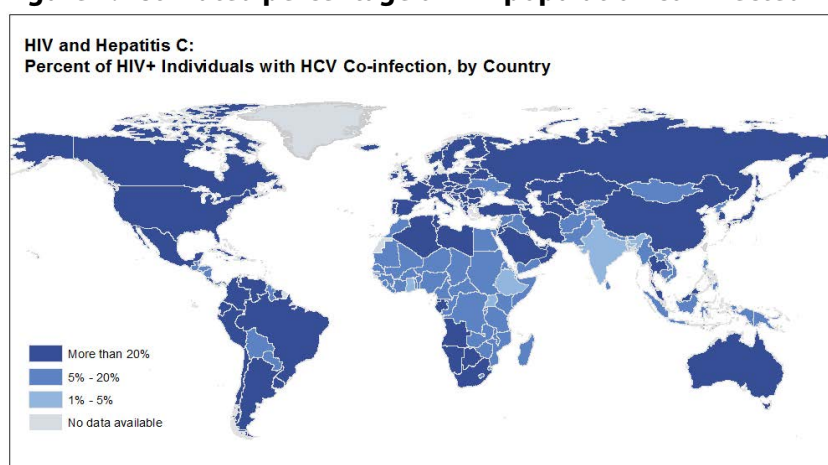 HIV and Hepatitis C:
Percent of HIV+ Individuals with HCV Co-infection, by Country
More than 20%
5% - 20%
1% - 5%
No data available